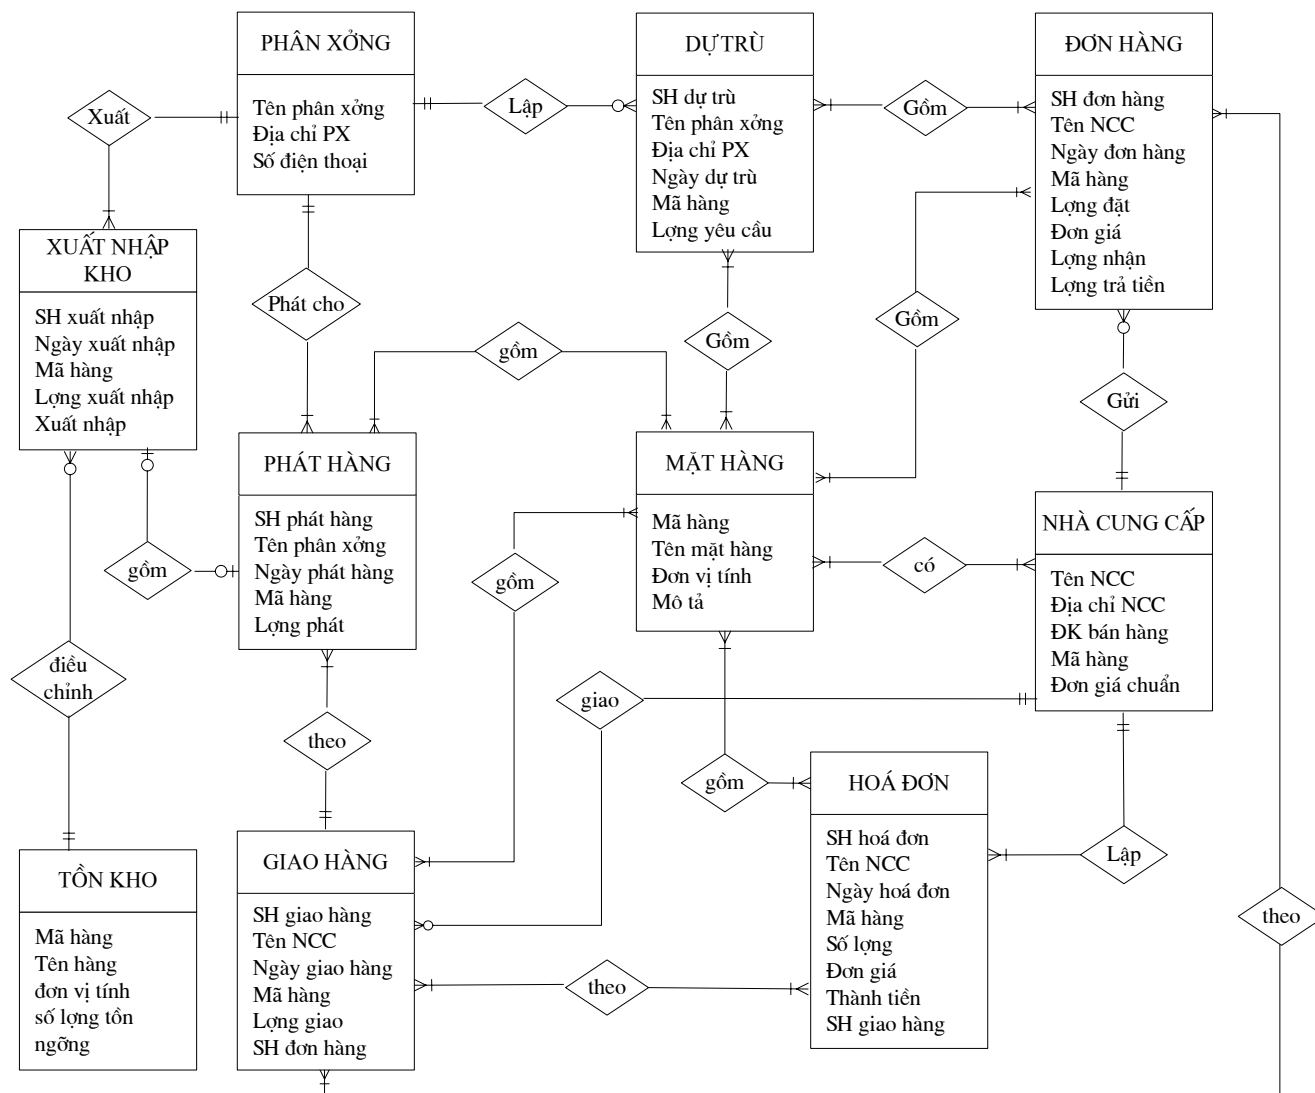 PHÂN XỞNG
Tên phân xởng
Địa chỉ PX
Số điện thoại
Lập
DỰ TRÙ
SH dự trù
Tên phân xởng
Địa chỉ PX
Ngày dự trù
Mã hàng
Lợng yêu cầu
Gồm
ĐƠN HÀNG
SH đơn hàng
Tên NCC
Ngày đơn hàng
Mã hàng
Lợng đặt
Đơn giá
Lợng nhận
Lợng trả tiền
Xuất
XUẤT NHẬP
KHO
SH xuất nhập
Ngày xuất nhập
Mã hàng
Lợng xuất nhập
Xuất nhập
Phát cho
gồm
Gồm
Gồm
Gửi
PHÁT HÀNG
SH phát hàng
Tên phân xởng
Ngày phát hàng
Mã hàng
Lợng phát
MẶT HÀNG
Mã hàng
Tên mặt hàng
Đơn vị tính
Mô tả
NHÀ CUNG CẤP
Tên NCC
Địa chỉ NCC
ĐK bán hàng
Mã hàng
Đơn giá chuẩn
gồm
gồm
có
điều
chỉnh
theo
giao
gồm
Lập
theo
HOÁ ĐƠN
SH hoá đơn
Tên NCC
Ngày hoá đơn
Mã hàng
Số lợng
Đơn giá
Thành tiền
SH giao hàng
TỒN KHO
Mã hàng
Tên hàng
đơn vị tính
số lợng tồn
ngỡng
GIAO HÀNG
SH giao hàng
Tên NCC
Ngày giao hàng
Mã hàng
Lợng giao
SH đơn hàng
theo